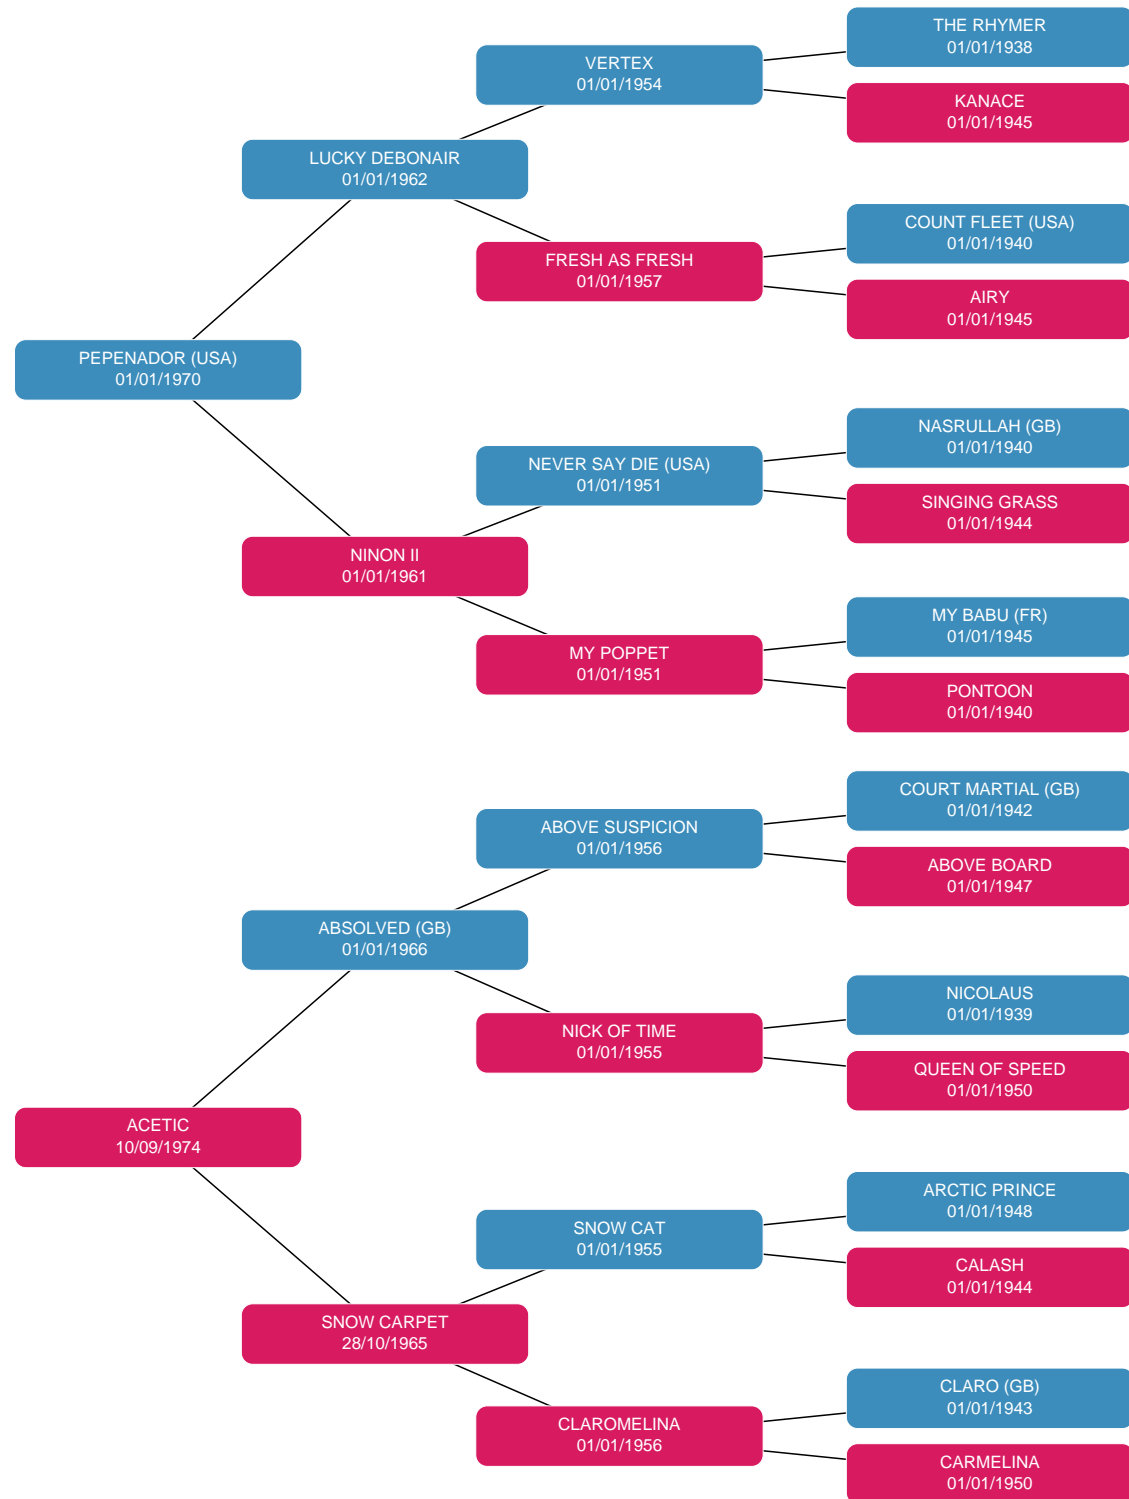 THE RHYMER
01/01/1938
VERTEX
01/01/1954
KANACE
01/01/1945
LUCKY DEBONAIR
01/01/1962
COUNT FLEET (USA)
01/01/1940
FRESH AS FRESH
01/01/1957
AIRY
01/01/1945
PEPENADOR (USA)
01/01/1970
NASRULLAH (GB)
01/01/1940
NEVER SAY DIE (USA)
01/01/1951
SINGING GRASS
01/01/1944
NINON II
01/01/1961
MY BABU (FR)
01/01/1945
MY POPPET
01/01/1951
PONTOON
01/01/1940
COURT MARTIAL (GB)
01/01/1942
ABOVE SUSPICION
01/01/1956
ABOVE BOARD
01/01/1947
ABSOLVED (GB)
01/01/1966
NICOLAUS
01/01/1939
NICK OF TIME
01/01/1955
QUEEN OF SPEED
01/01/1950
ACETIC
10/09/1974
ARCTIC PRINCE
01/01/1948
SNOW CAT
01/01/1955
CALASH
01/01/1944
SNOW CARPET
28/10/1965
CLARO (GB)
01/01/1943
CLAROMELINA
01/01/1956
CARMELINA
01/01/1950